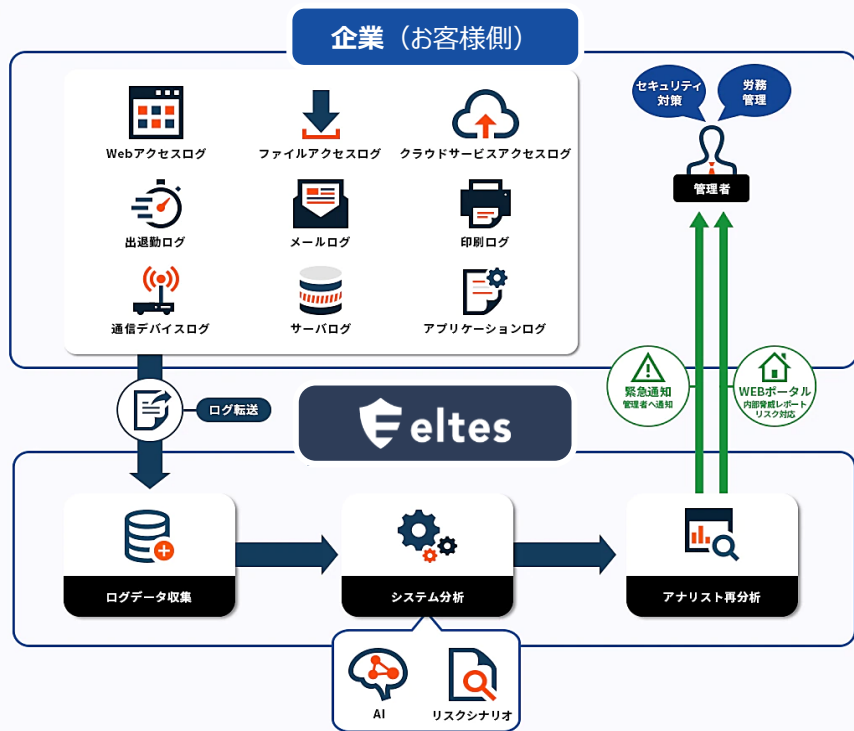 企業（お客様側）
セキュリティ
対策
労務
管理
Webアクセスログ
ファイルアクセスログ
クラウドサービスアクセスログ
管理者
出退勤ログ
メールログ
印刷ログ
通信デバイスログ
サーバログ
アプリケーションログ
緊急通知
管理者へ通知
WEBポータル
内部脅威レポート
リスク対応
ログ転送
eltes
ログデータ収集
システム分析
アナリスト再分析
AI
リスクシナリオ